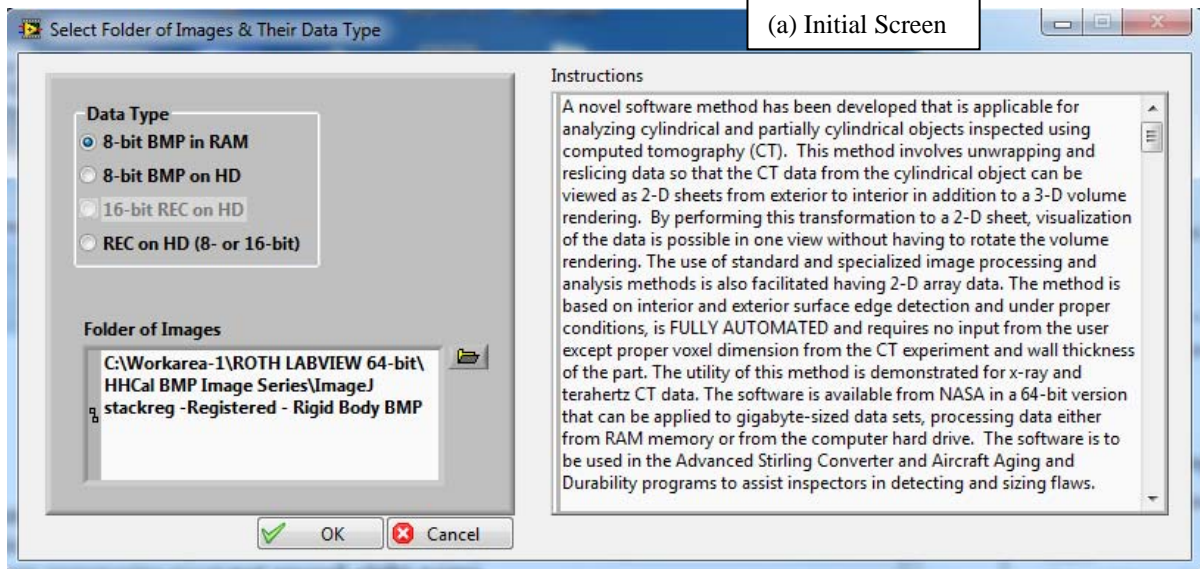 Select Folder of Images & Their Data Type
(a) Initial Screen
Data Type
8-bit BMP in RAM
8-bit BMP on HD
16-bit REC on HD
REC on HD (8- or 16-bit)
Folder of Images
C:\Workarea-1\ROTH LABVIEW 64-bit\
HHCal BMP Image Series\ImageJ
stackreg -Registered - Rigid Body BMP
OK
Cancel
Instructions
A novel software method has been developed that is applicable for
analyzing cylindrical and partially cylindrical objects inspected using
computed tomography (CT).  This method involves unwrapping and
reslicing data so that the CT data from the cylindrical object can be
viewed as 2-D sheets from exterior to interior in addition to a 3-D volume
rendering.  By performing this transformation to a 2-D sheet, visualization
of the data is possible in one view without having to rotate the volume
rendering. The use of standard and specialized image processing and
analysis methods is also facilitated having 2-D array data. The method is
based on interior and exterior surface edge detection and under proper
conditions, is FULLY AUTOMATED and requires no input from the user
except proper voxel dimension from the CT experiment and wall thickness
of the part. The utility of this method is demonstrated for x-ray and
terahertz CT data. The software is available from NASA in a 64-bit version
that can be applied to gigabyte-sized data sets, processing data either
from RAM memory or from the computer hard drive.  The software is to
be used in the Advanced Stirling Converter and Aircraft Aging and
Durability programs to assist inspectors in detecting and sizing flaws.